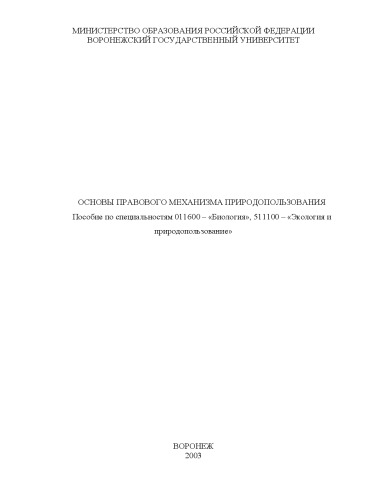 МИНИСТЕРСТВО ОБРАЗОВАНИЯ РОССИЙСКОЙ ФЕДЕРАЦИИ
ВОРОНЕЖСКИЙ ГОСУДАРСТВЕННЫЙ УНИВЕРСИТЕТ
ОСНОВЫ ПРАВОВОГО МЕХАНИЗМА ПРИРОДОПОЛЬЗОВАНИЯ
Пособие по специальностям 011600 – «Биология», 511100 – «Экология и
природопользование»
ВОРОНЕЖ
2003